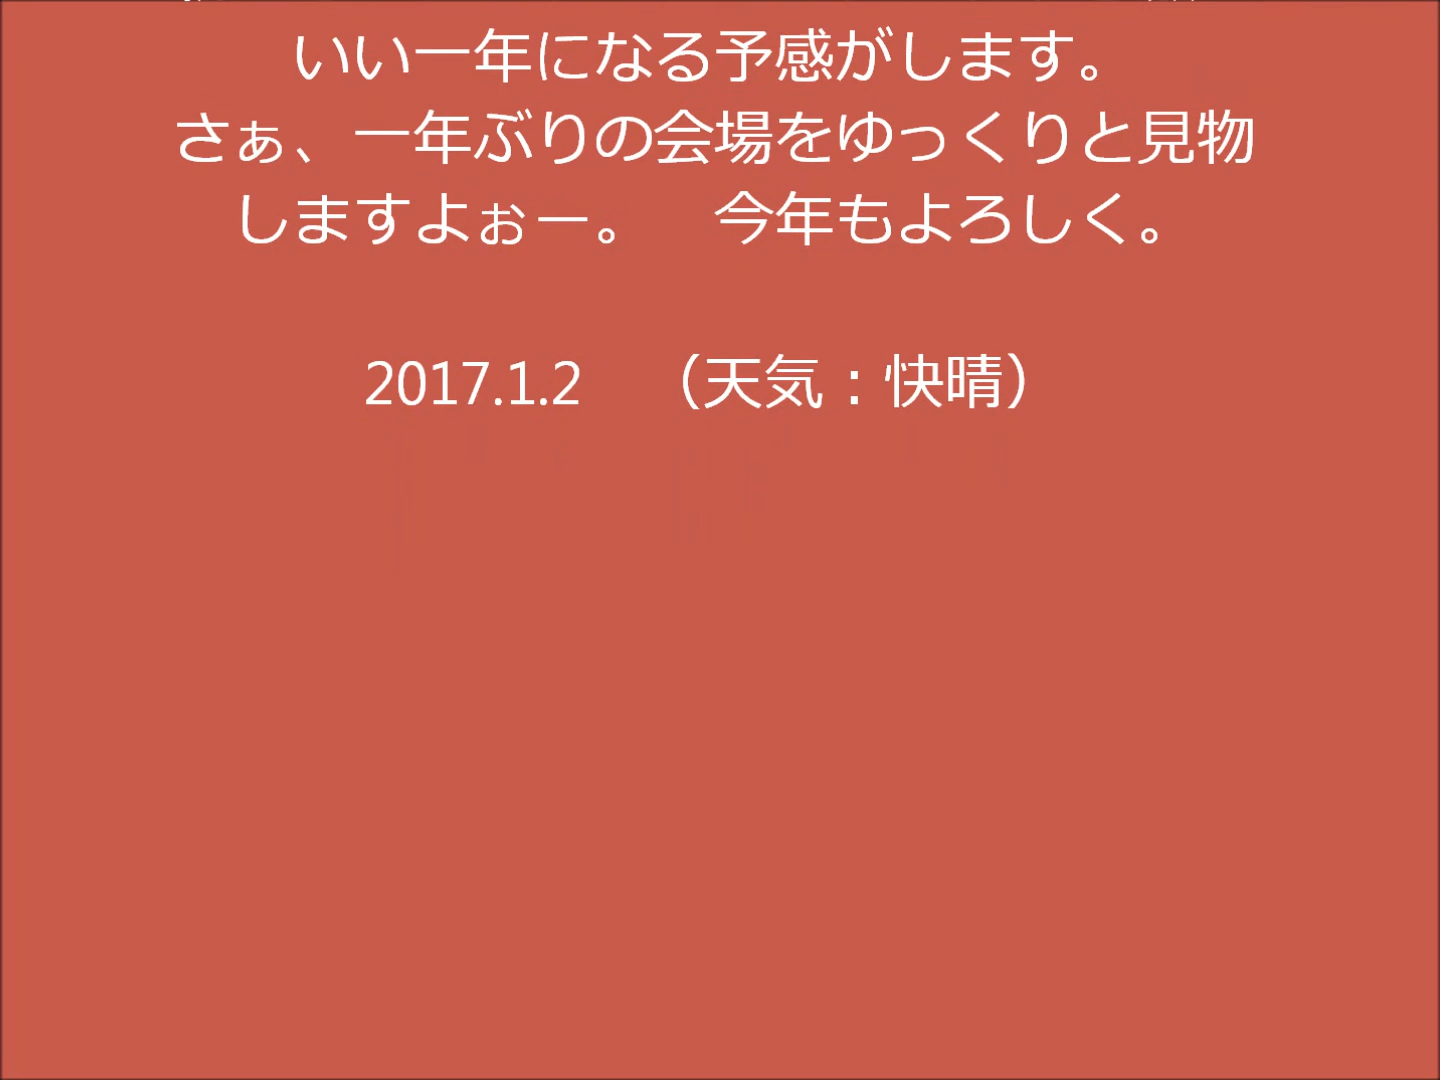 いい一年になる予感がします。
さぁ、一年ぶりの会場をゆっくりと見物
しますよぉー。　今年もよろしく。
2017.1.2　（天気：快晴）